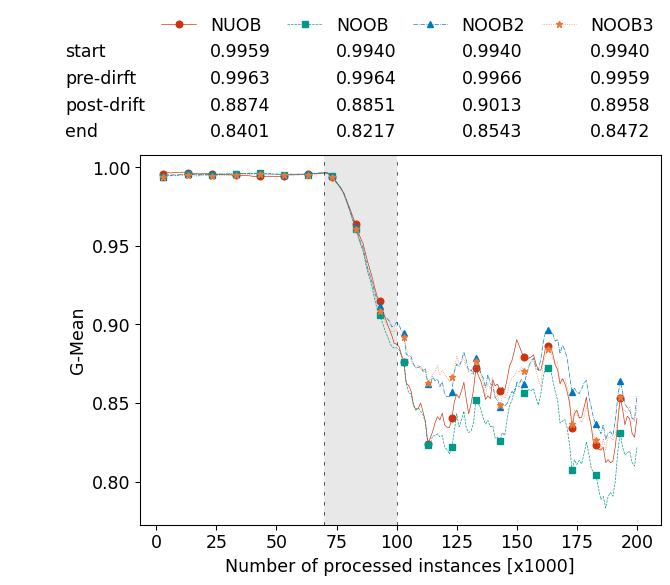 NUOB NOOB NOOB2 NOOB3
start 0.9959 0.9940 0.9940 0.9940
pre-dirft 0.9963 0.9964 0.9966 0.9959
post-drift 0.8874 0.8851 0.9013 0.8958
end 0.8401 0.8217 0.8543 0.8472
1.00
0.95
0.90
0.85
0.80
G-Mean
0 25 50 75 100 125 150 175 200
Number of processed instances [x1000]